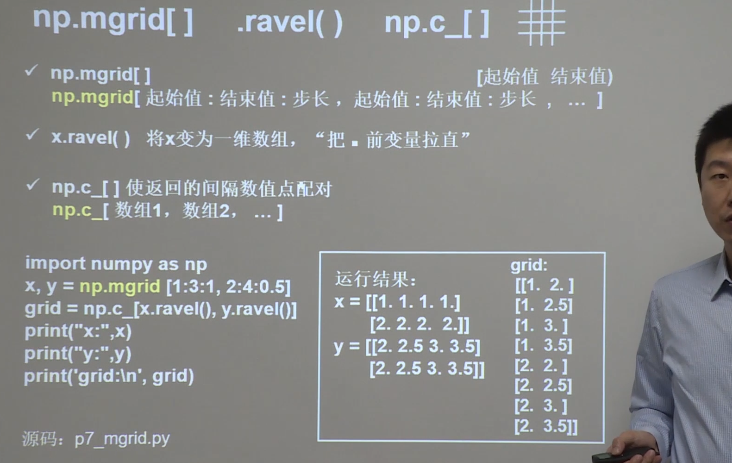 np.mgrid[ ] .ravel( ) np.c_[ ]
✓ np.mgrid[ ] [起始值 结束值)
np.mgrid[ 起始值 : 结束值 : 步长 ，起始值 : 结束值 : 步长 ， … ]
✓ x.ravel( ) 将x变为一维数组，“把 . 前变量拉直”
✓ np.c_[ ] 使返回的间隔数值点配对
np.c_[ 数组1，数组2， … ]
import numpy as np
x, y = np.mgrid [1:3:1, 2:4:0.5]
grid = np.c_[x.ravel(), y.ravel()]
print("x:",x)
print("y:",y)
print('grid:\n', grid)
源码：p7_mgrid.py
运行结果：
x = [[1. 1. 1. 1.]
[2. 2. 2. 2.]]
y = [[2. 2.5 3. 3.5]
[2. 2.5 3. 3.5]]
grid:
[[1. 2. ]
[1. 2.5]
[1. 3. ]
[1. 3.5]
[2. 2. ]
[2. 2.5]
[2. 3. ]
[2. 3.5]]